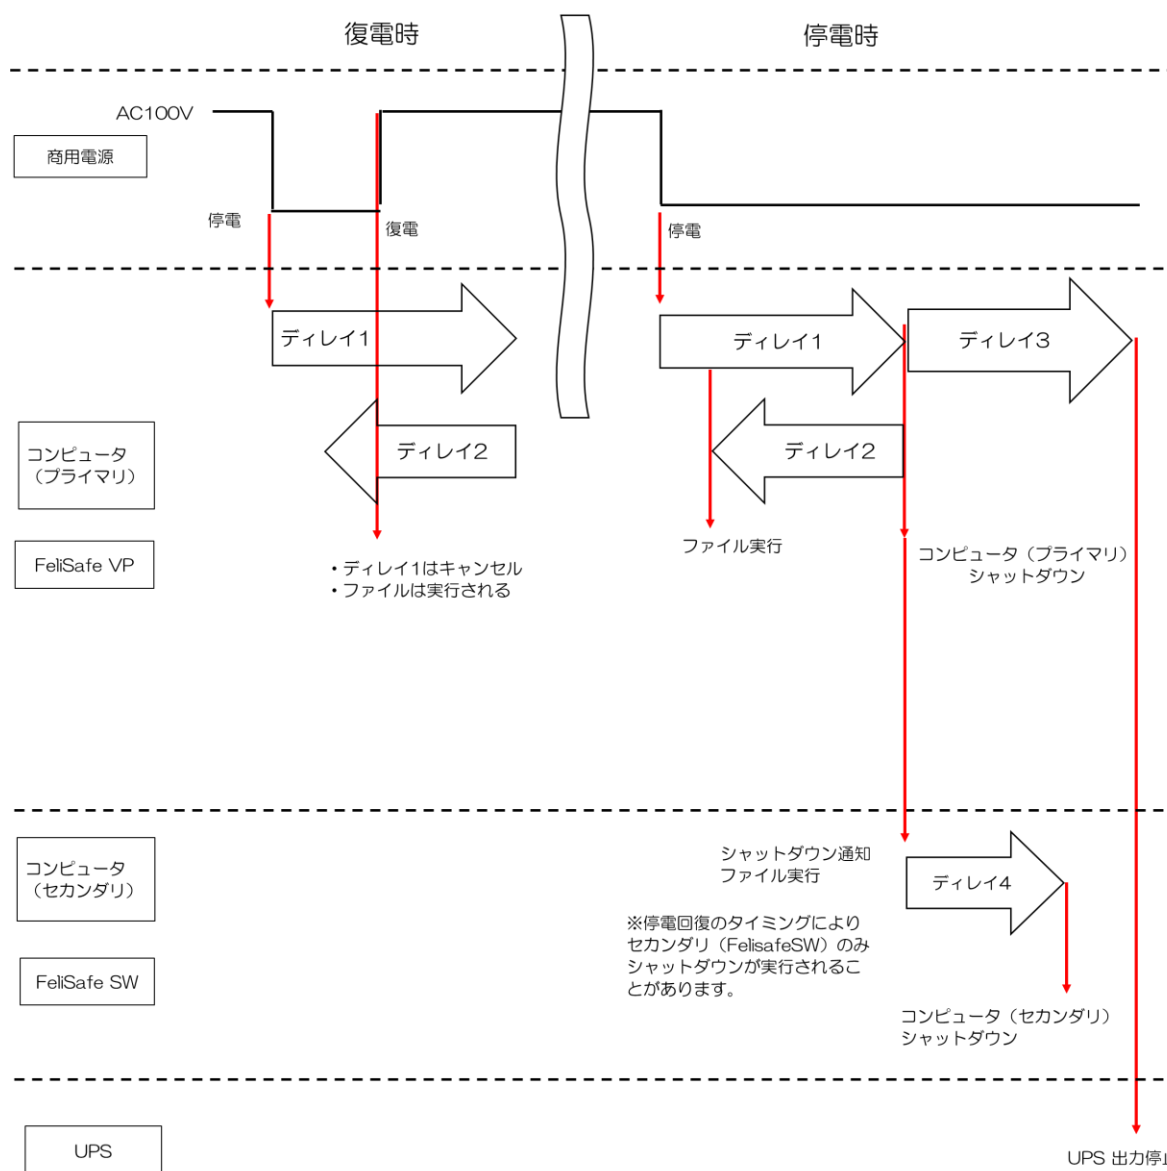 復電時
停電時
AC100V
商用電源
停電
復電
停電
ディレイ1
ディレイ1
ディレイ3
コンピュータ
（プライマリ）
ディレイ2
ディレイ2
FeliSafe VP
・ディレイ1はキャンセル
・ファイルは実行される
ファイル実行
コンピュータ（プライマリ）
シャットダウン
コンピュータ
（セカンダリ）
シャットダウン通知
ファイル実行
ディレイ4
※停電回復のタイミングにより
セカンダリ（FelisafeSW）のみ
シャットダウンが実行されるこ
とがあります。
FeliSafe SW
コンピュータ（セカンダリ）
シャットダウン
UPS
UPS 出力停